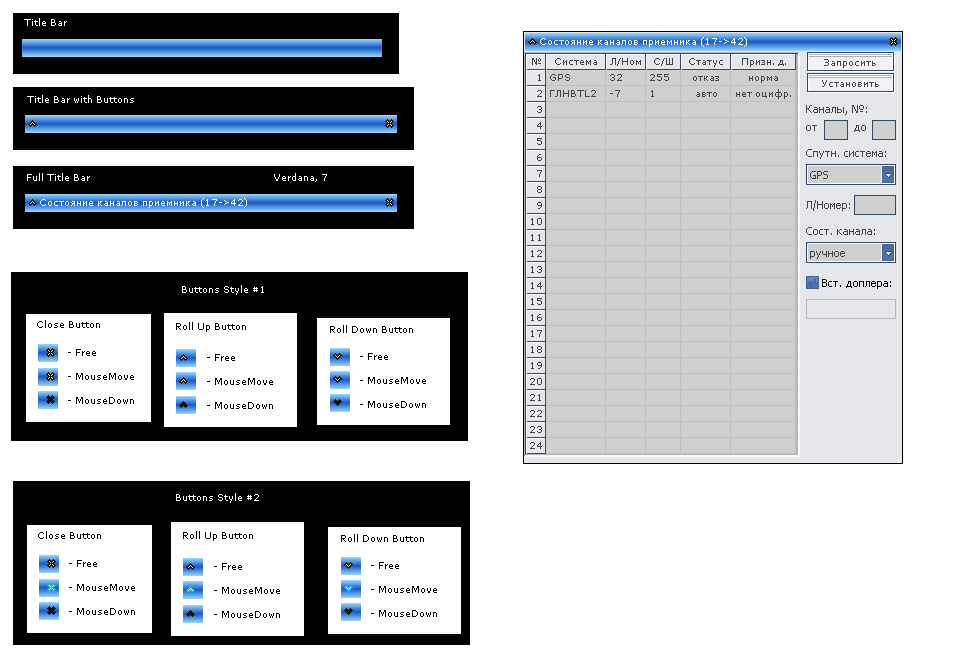 Title Bar
Title Bar with Buttons
Full Title Bar Verdana, 7
Состояние каналов приемника (17->42)
Buttons Style #1
Close Button
- Free
- MouseMove
- MouseDown
Roll Up Button
- Free
- MouseMove
- MouseDown
Roll Down Button
- Free
- MouseMove
- MouseDown
Buttons Style #2
Close Button
- Free
- MouseMove
- MouseDown
Roll Up Button
- Free
- MouseMove
- MouseDown
Roll Down Button
- Free
- MouseMove
- MouseDown
Состояние каналов приемника (17->42)
№ Система Л/Ном С/Ш Статус Призн. д.
1 GPS 32 255 отказ норма
2 ГЛНВTL2 -7 1 авто нет оцифр.
3
4
5
6
7
8
9
10
11
12
13
14
15
16
17
18
19
20
21
22
23
24
Запросить
Установить
Каналы, №:
от до
Спутн. система:
GPS
Л/Номер:
Сост. канала:
ручное
Вст. доплера: